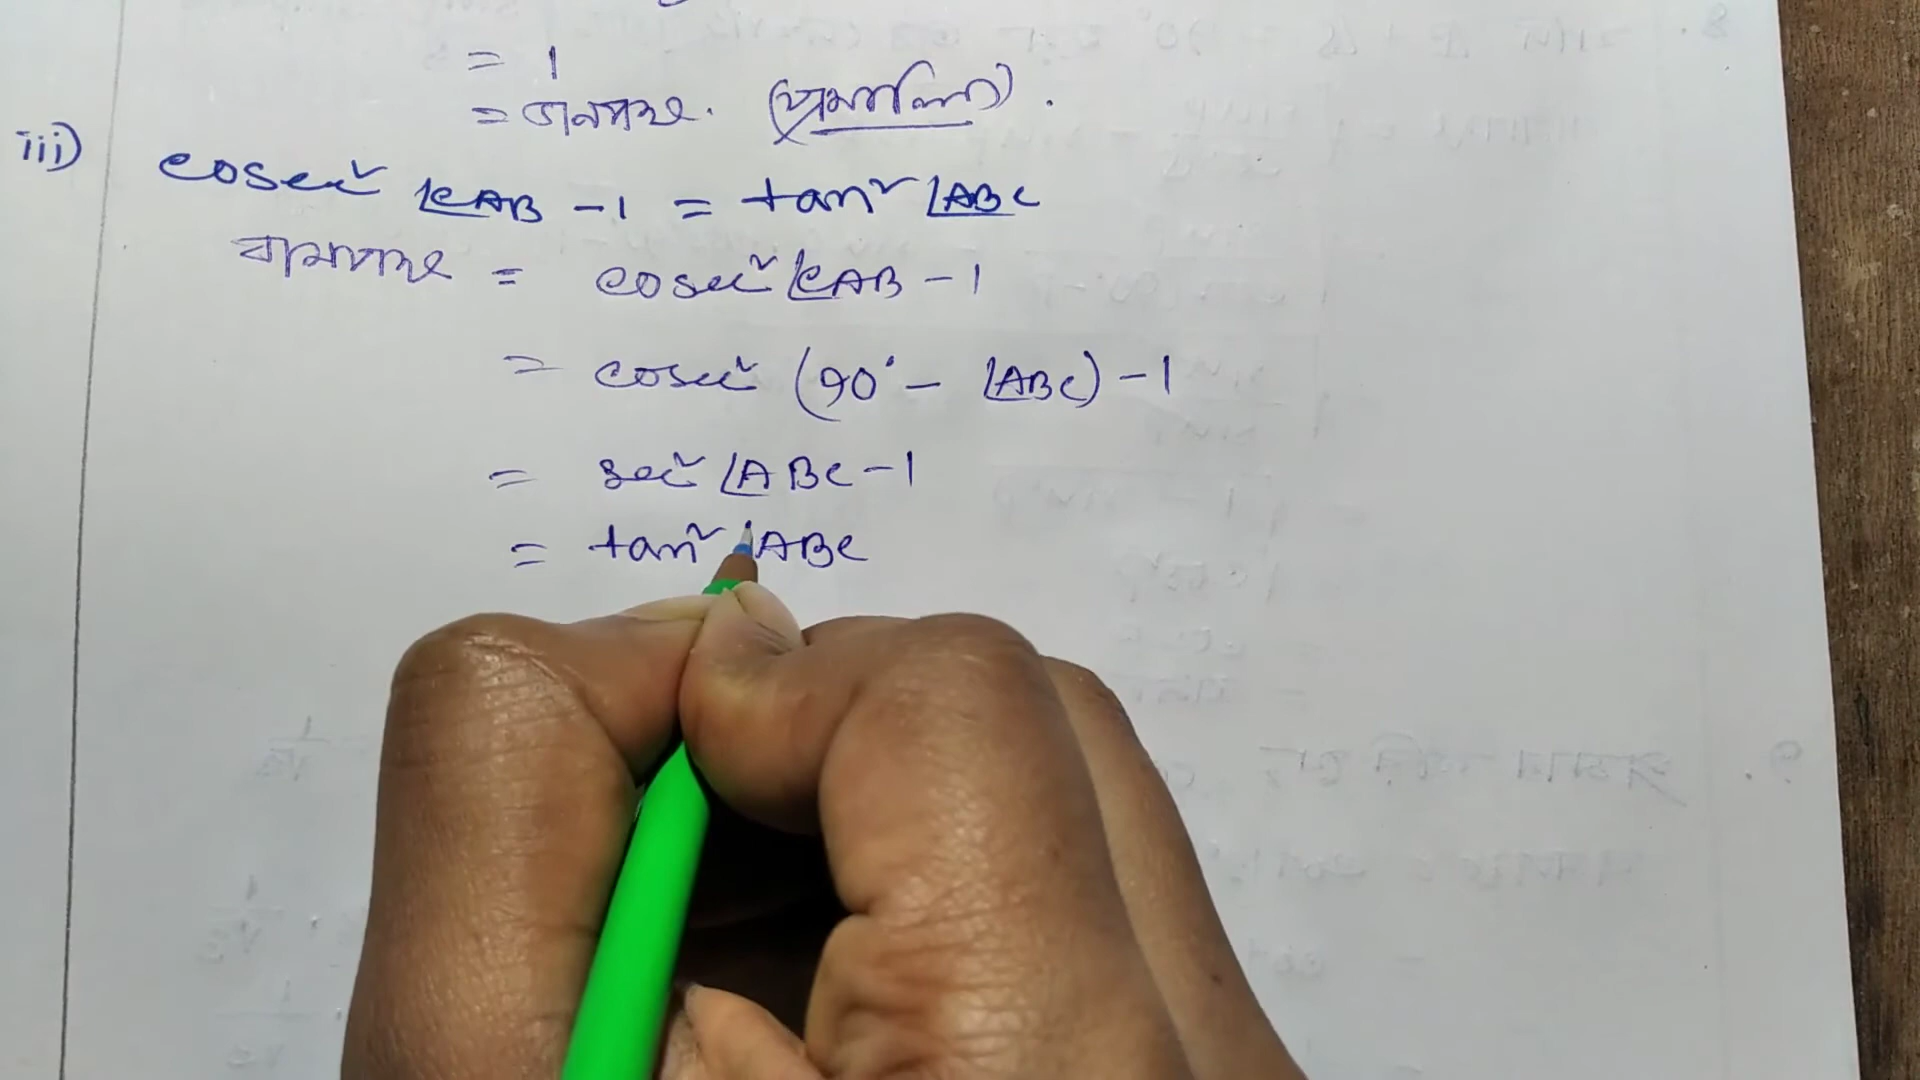 = 1
= ডানপক্ষ. (প্রমাণিত).
iii) cosec² ∠CAB - 1 = tan² ∠ABC
বামপক্ষ = cosec² ∠CAB - 1
= cosec² (90° - ∠ABC) - 1
= sec² ∠ABC - 1
= tan² ∠ABC